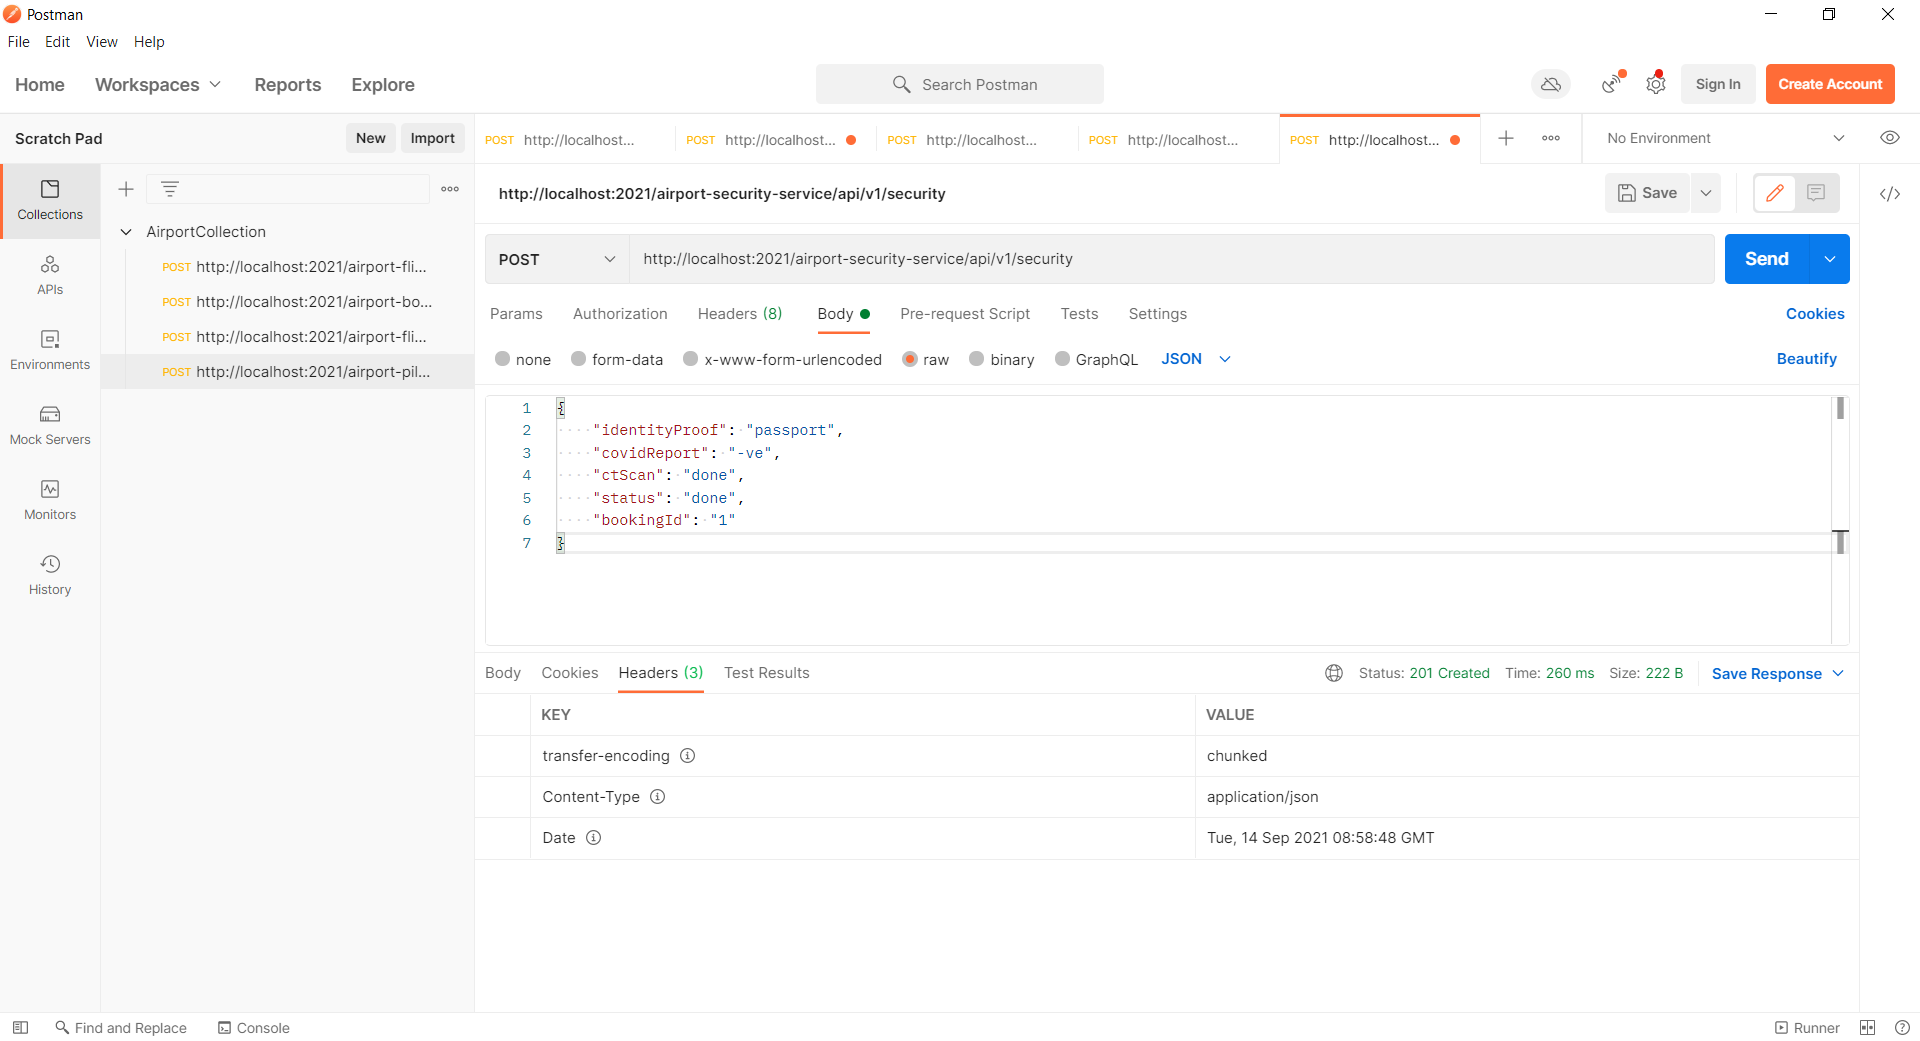 Postman
File Edit View Help
Home Workspaces Reports Explore Search Postman Sign In Create Account
Scratch Pad New Import
POST http://localhost... POST http://localhost... POST http://localhost... POST http://localhost... POST http://localhost... No Environment
Collections
APIs
Environments
Mock Servers
Monitors
History
AirportCollection
POST http://localhost:2021/airport-fli...
POST http://localhost:2021/airport-bo...
POST http://localhost:2021/airport-fli...
POST http://localhost:2021/airport-pil...
http://localhost:2021/airport-security-service/api/v1/security Save
POST http://localhost:2021/airport-security-service/api/v1/security Send
Params Authorization Headers (8) Body Pre-request Script Tests Settings Cookies
none form-data x-www-form-urlencoded raw binary GraphQL JSON Beautify
1 {
2 "identityProof": "passport",
3 "covidReport": "-ve",
4 "ctScan": "done",
5 "status": "done",
6 "bookingId": "1"
7 }
Body Cookies Headers (3) Test Results Status: 201 Created Time: 260 ms Size: 222 B Save Response
KEY VALUE
transfer-encoding chunked
Content-Type application/json
Date Tue, 14 Sep 2021 08:58:48 GMT
Find and Replace Console Runner